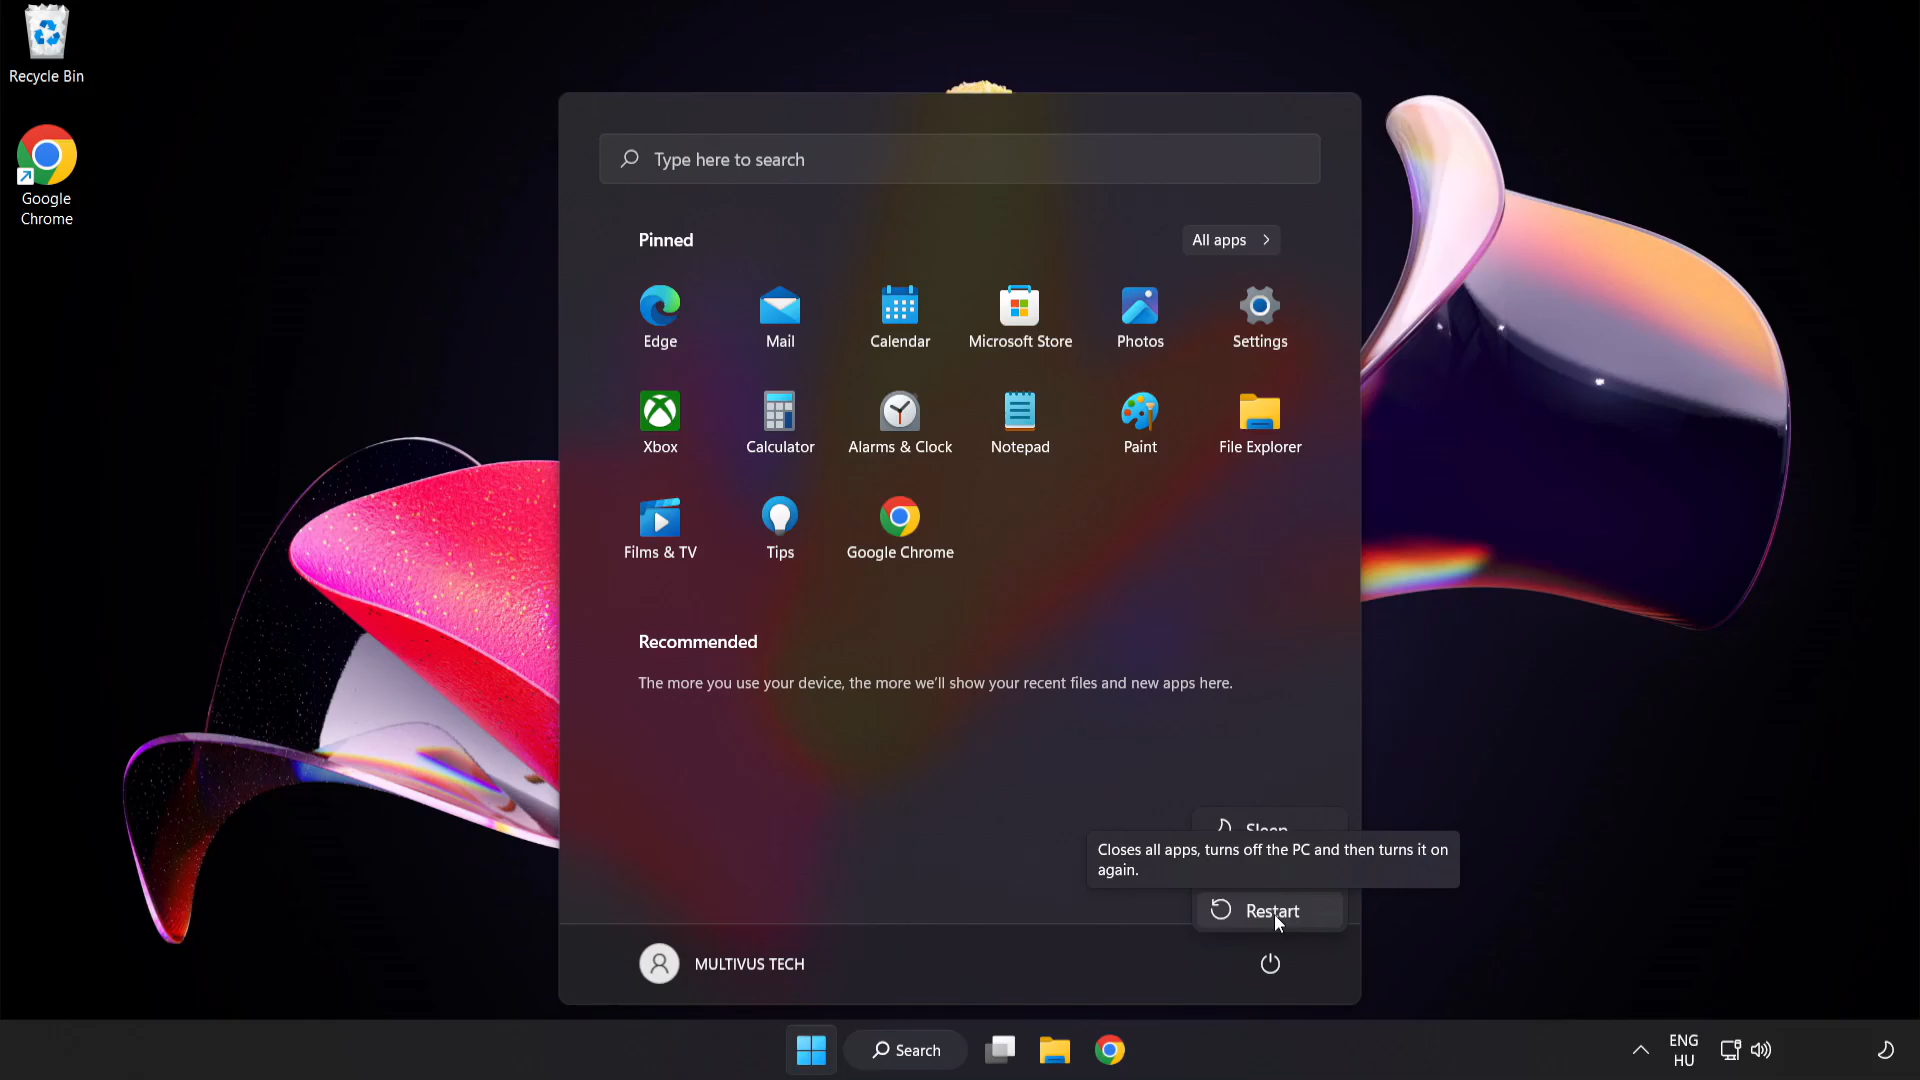 Recycle Bin
Google
Chrome
Type here to search
Pinned
All apps
Edge
Mail
Calendar
Microsoft Store
Photos
Settings
Xbox
Calculator
Alarms & Clock
Notepad
Paint
File Explorer
Films & TV
Tips
Google Chrome
Recommended
The more you use your device, the more we'll show your recent files and new apps here.
Sleep
Closes all apps, turns off the PC and then turns it on
again.
Restart
MULTIVUS TECH
Search
ENG
HU